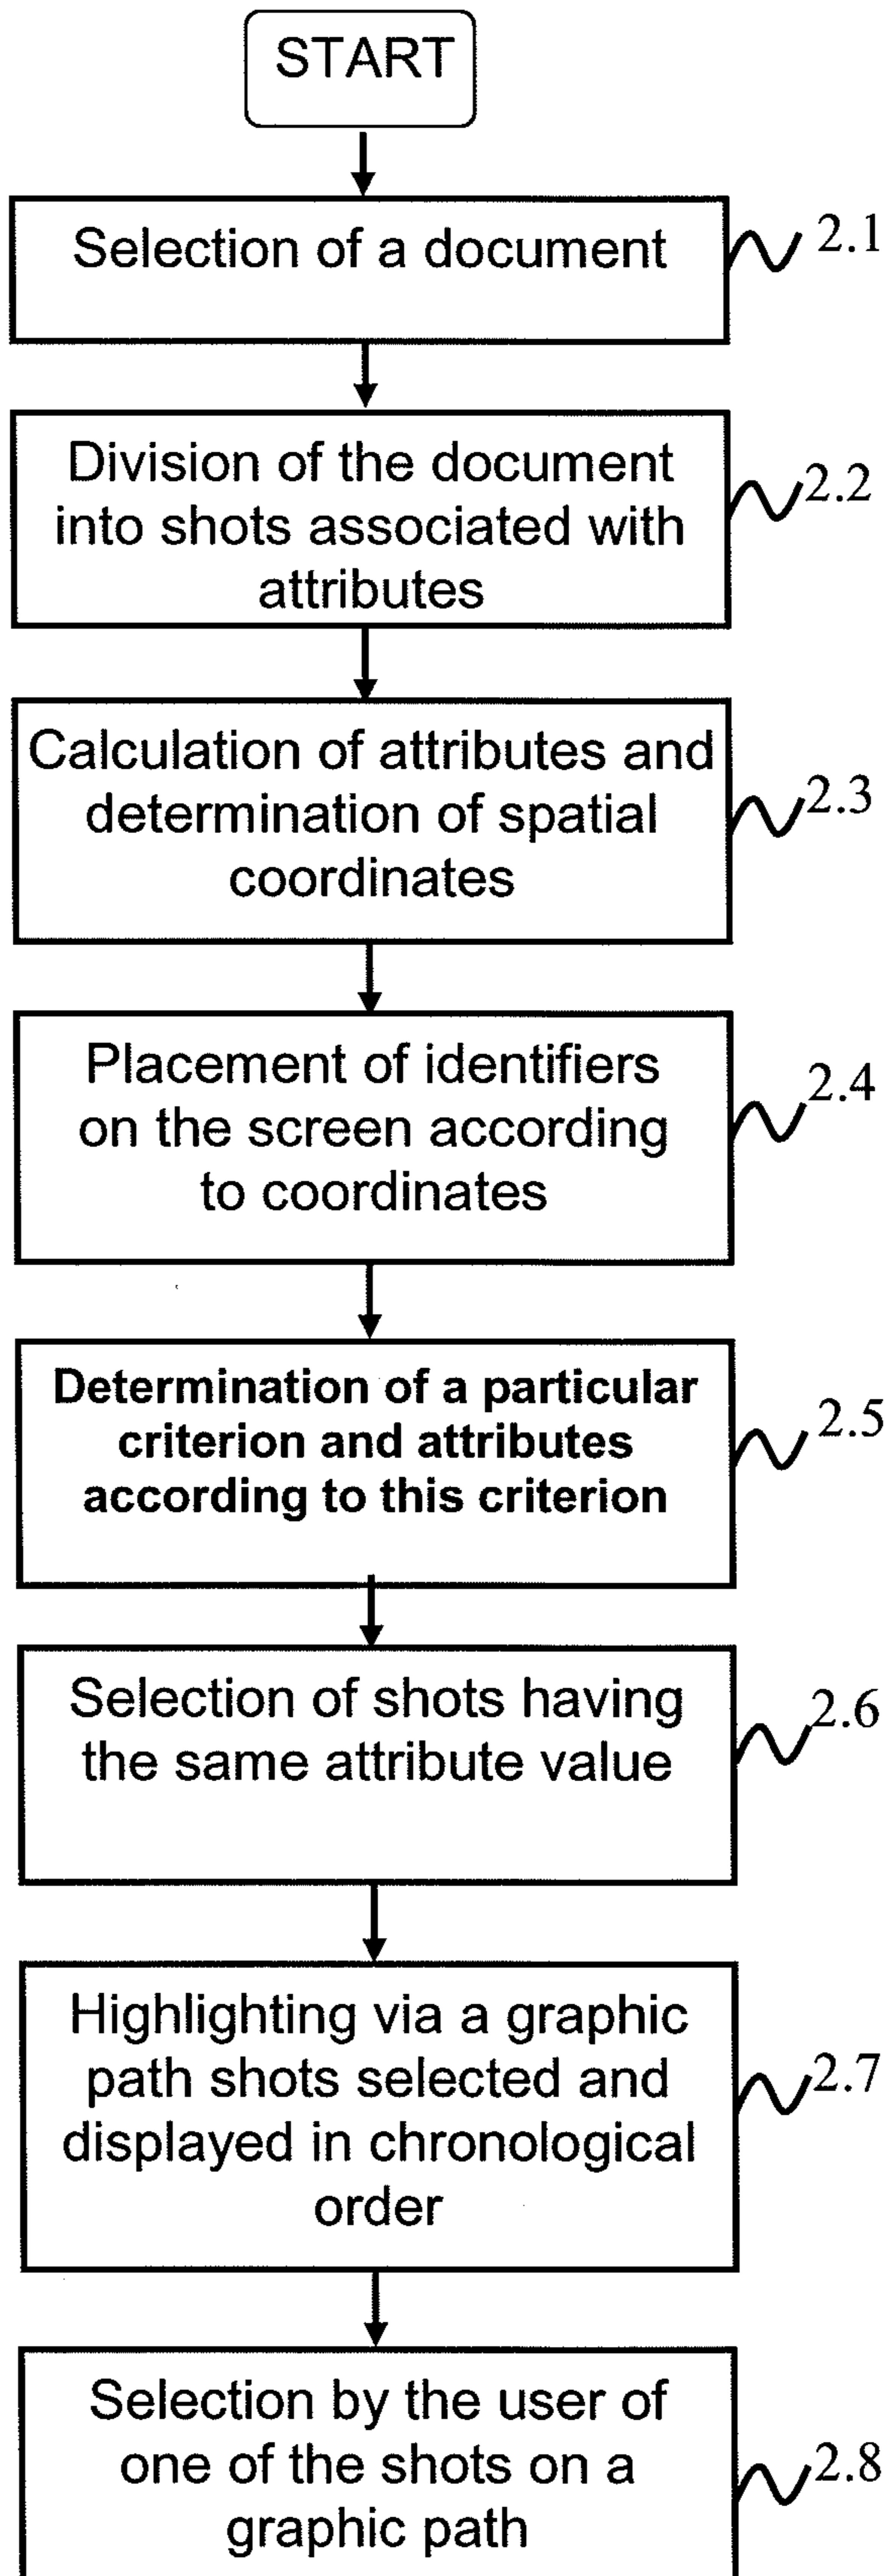 START
Selection of a document
2.1
Division of the document
into shots associated with
attributes
2.2
Calculation of attributes and
determination of spatial
coordinates
2.3
Placement of identifiers
on the screen according
to coordinates
2.4
Determination of a particular
criterion and attributes
according to this criterion
2.5
Selection of shots having
the same attribute value
2.6
Highlighting via a graphic
path shots selected and
displayed in chronological
order
2.7
Selection by the user of
one of the shots on a
graphic path
2.8